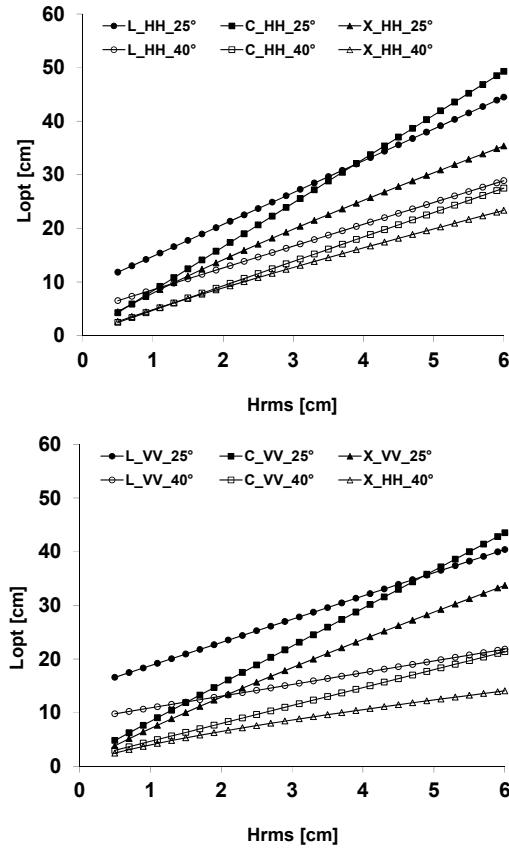 L_HH_25° C_HH_25° X_HH_25°
L_HH_40° C_HH_40° X_HH_40°
60
50
40
30
20
10
0
Lopt [cm]
0 1 2 3 4 5 6
Hrms [cm]
L_VV_25° C_VV_25° X_VV_25°
L_VV_40° C_VV_40° X_HH_40°
60
50
40
30
20
10
0
Lopt [cm]
0 1 2 3 4 5 6
Hrms [cm]